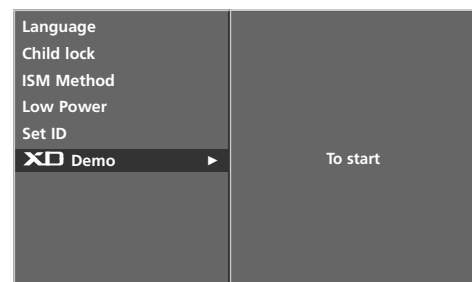 Language
Child lock
ISM Method
Low Power
Set ID
XD Demo ►
To start